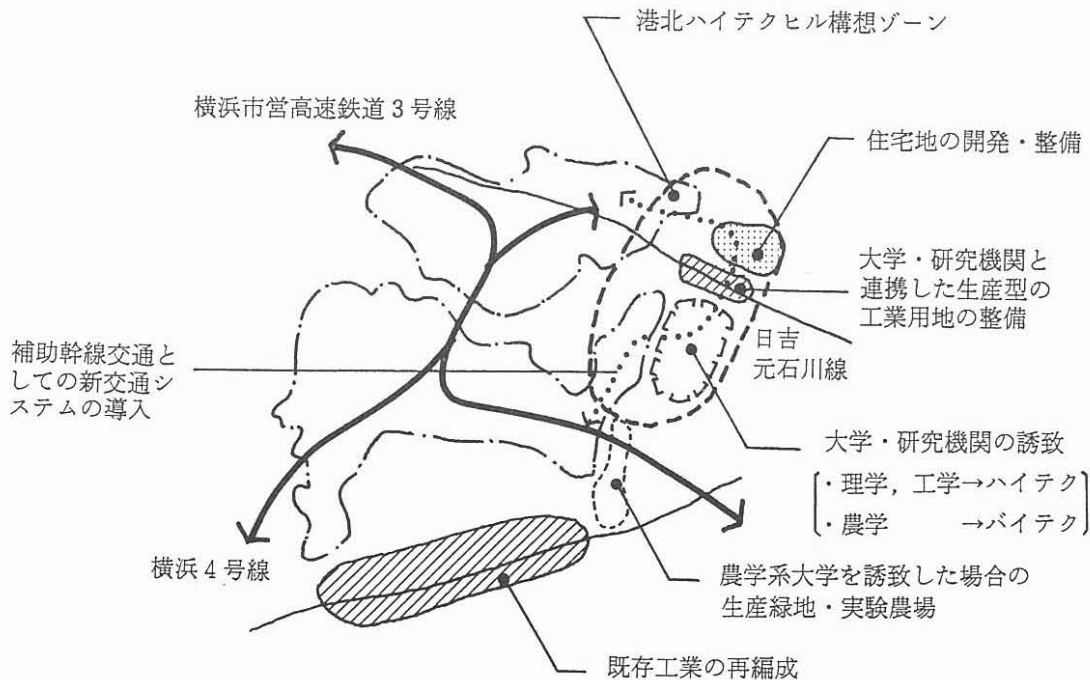 港北ハイテクヒル構想ゾーン
横浜市営高速鉄道3号線
住宅地の開発・整備
大学・研究機関と
連携した生産型の
工業用地の整備
日吉
元石川線
補助幹線交通と
しての新交通シ
ステムの導入
大学・研究機関の誘致
・理学，工学→ハイテク
・農学　　　→バイテク
横浜4号線
農学系大学を誘致した場合の
生産緑地・実験農場
既存工業の再編成